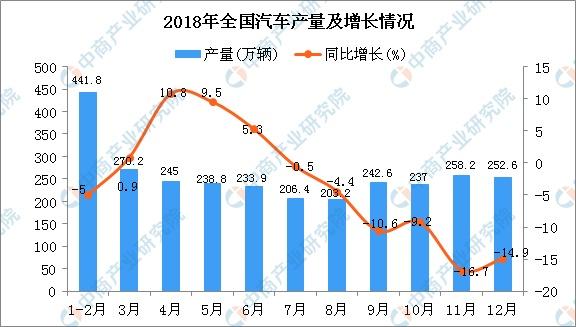 2018年全国汽车产量及增长情况
产量(万辆) 同比增长(%)
500 450 400 350 300 250 200 150 100 50 0
441.8 270.2 245 238.8 233.9 206.4 203.2 242.6 237 258.2 252.6
-5 0.9 10.8 9.5 5.3 -0.5 -4.4 -10.6 -9.2 -16.7 -14.9
15 10 5 0 -5 -10 -15 -20
1-2月 3月 4月 5月 6月 7月 8月 9月 10月 11月 12月
中商产业研究院